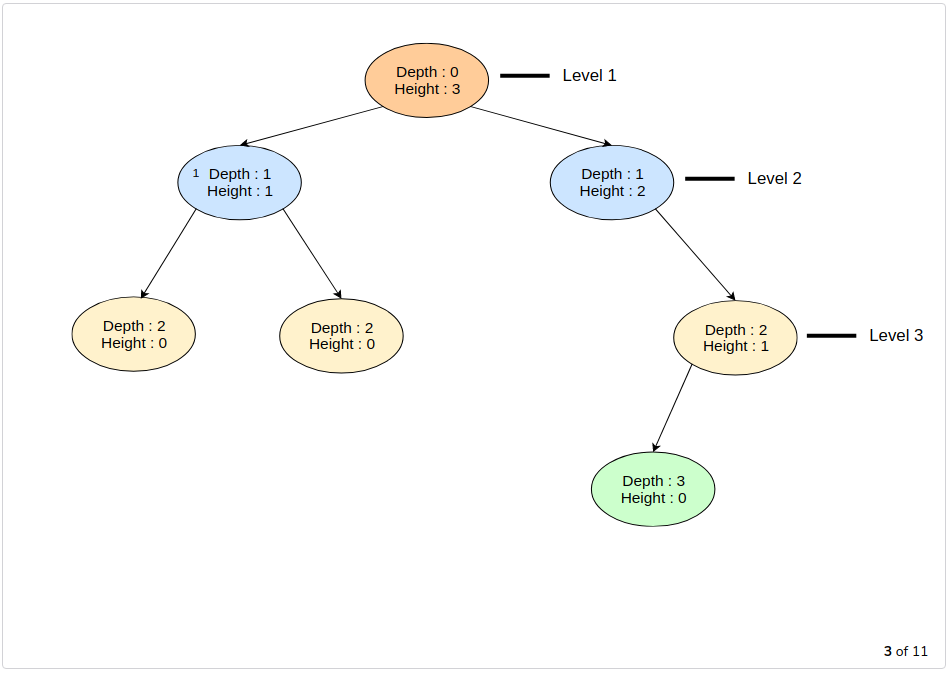 Depth : 0
Height : 3
Level 1
1 Depth : 1
Height : 1
Depth : 1
Height : 2
Level 2
Depth : 2
Height : 0
Depth : 2
Height : 0
Depth : 2
Height : 1
Level 3
Depth : 3
Height : 0
3 of 11